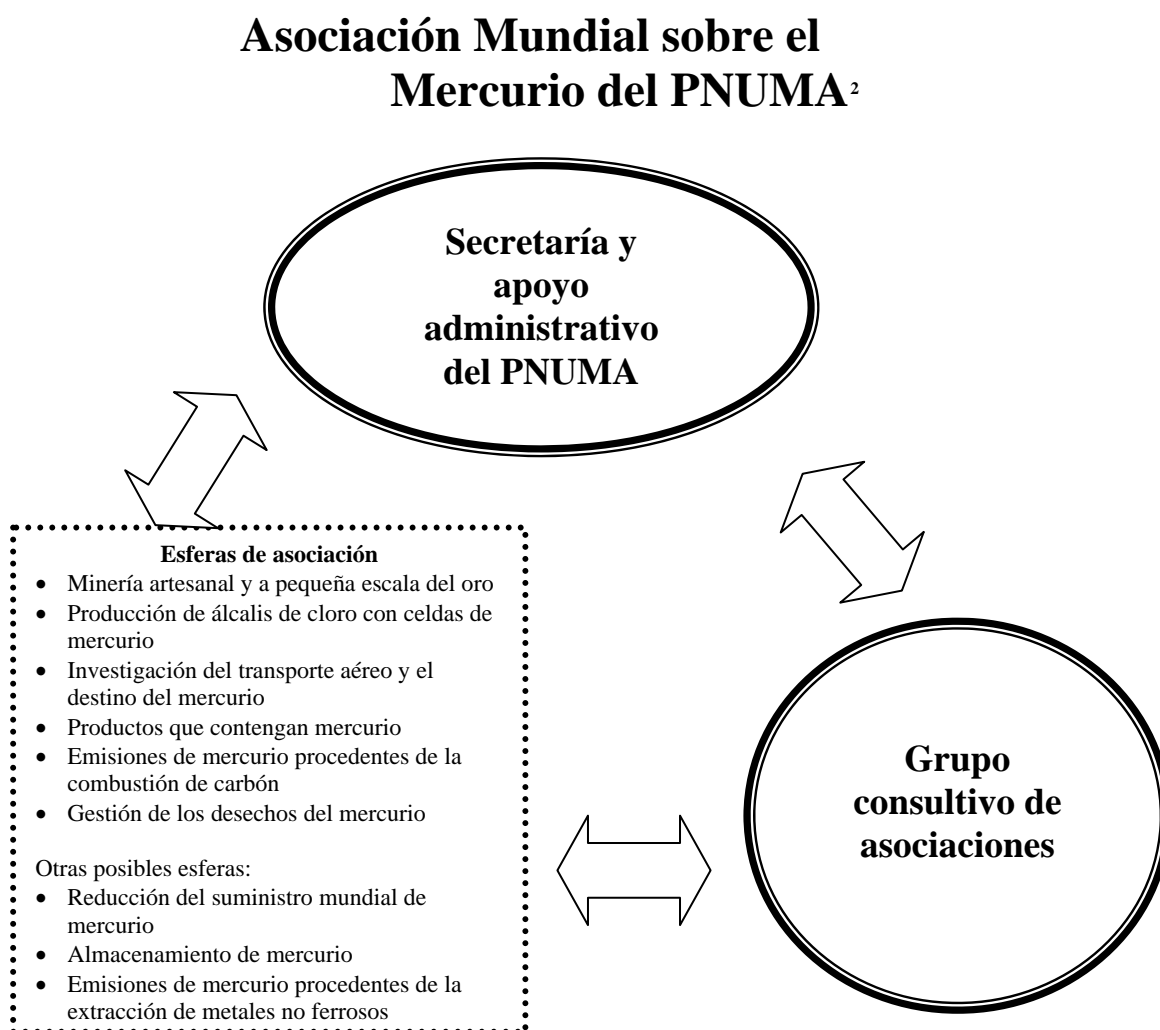 Asociación Mundial sobre el
Mercurio del PNUMA²
Secretaría y
apoyo
administrativo
del PNUMA
Esferas de asociación
• Minería artesanal y a pequeña escala del oro
• Producción de álcalis de cloro con celdas de
mercurio
• Investigación del transporte aéreo y el
destino del mercurio
• Productos que contengan mercurio
• Emisiones de mercurio procedentes de la
combustión de carbón
• Gestión de los desechos del mercurio
Otras posibles esferas:
• Reducción del suministro mundial de
mercurio
• Almacenamiento de mercurio
• Emisiones de mercurio procedentes de la
extracción de metales no ferrosos
Grupo
consultivo de
asociaciones